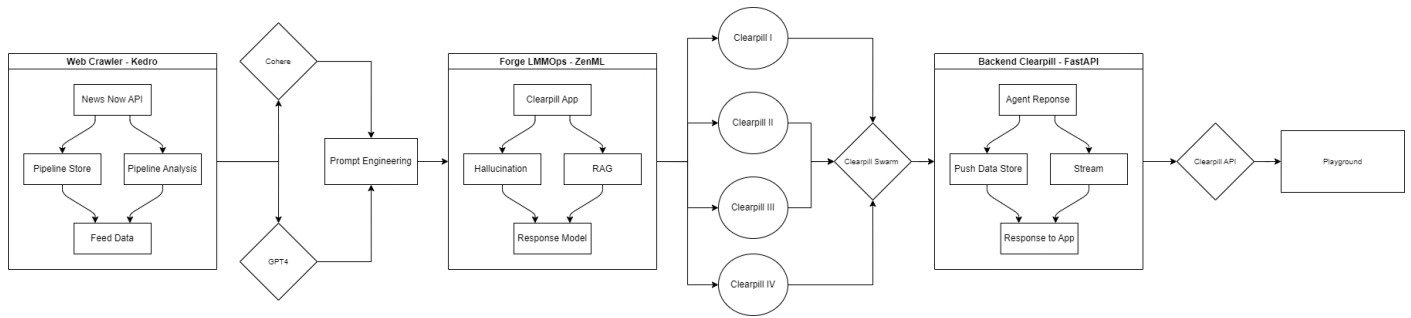 Web Crawler - Kedro
News Now API
Pipeline Store
Pipeline Analysis
Feed Data
Cohere
GPT4
Prompt Engineering
Forge LMMOps - ZenML
Clearpill App
Hallucination
RAG
Response Model
Clearpill I
Clearpill II
Clearpill III
Clearpill IV
Clearpill Swarm
Backend Clearpill - FastAPI
Agent Reponse
Push Data Store
Stream
Response to App
Clearpill API
Playground